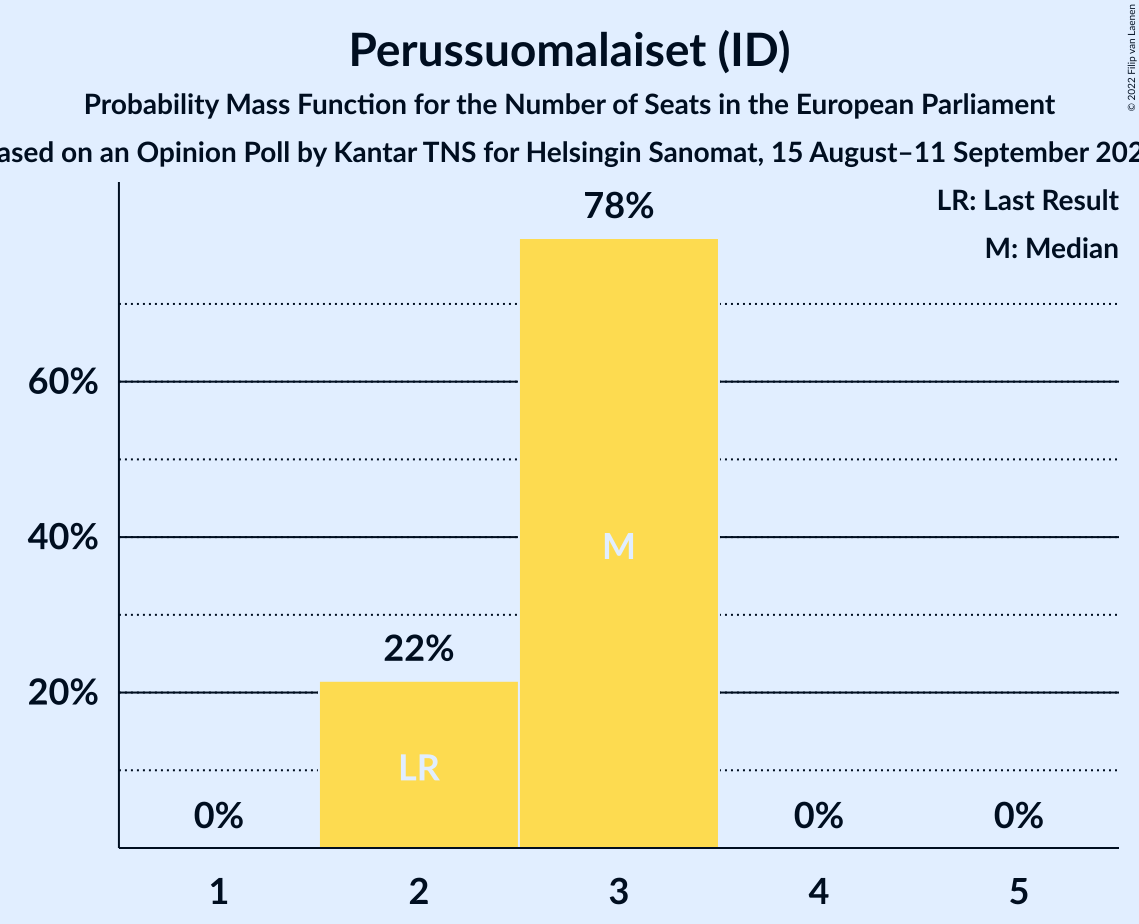 Perussuomalaiset (ID)
Probability Mass Function for the Number of Seats in the European Parliament
on an Opinion Poll by Kantar TNS for Helsingin Sanomat, 15 August–11 September
© 2022 Filip van Laenen
LR: Last Result
M: Median
78%
60%
M
40%
22%
20%
LR
0%
0%
0%
1
2
3
4
5